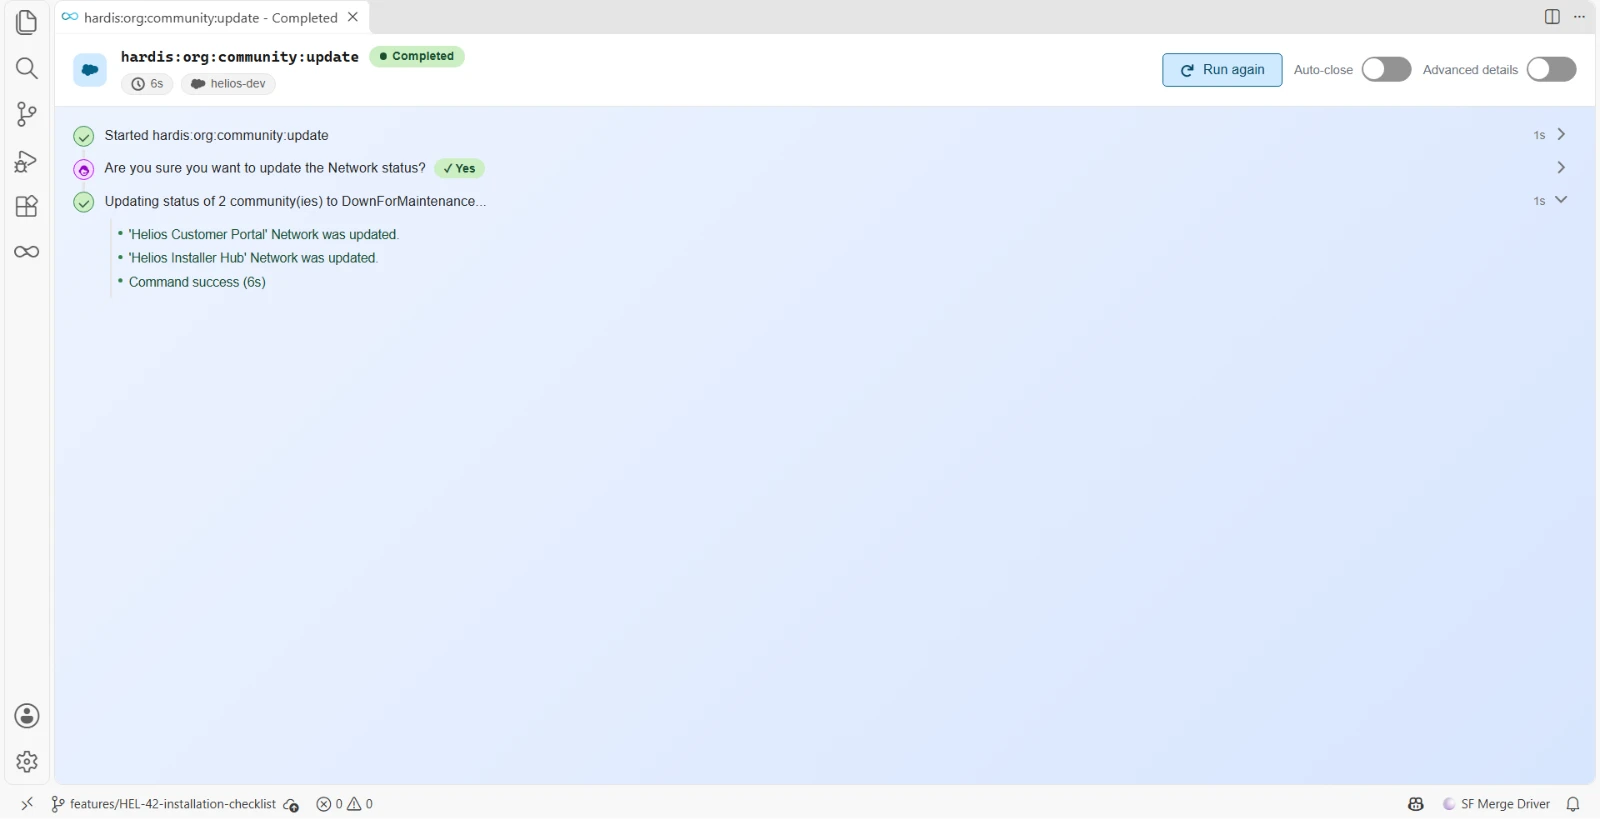 hardis:org:community:update - Completed
hardis:org:community:update
Completed
6s
helios-dev
Run again
Auto-close
Advanced details
Started hardis:org:community:update
1s
Are you sure you want to update the Network status?
✓ Yes
Updating status of 2 community(ies) to DownForMaintenance...
1s
• 'Helios Customer Portal' Network was updated.
• 'Helios Installer Hub' Network was updated.
• Command success (6s)
features/HEL-42-installation-checklist
0
0
SF Merge Driver